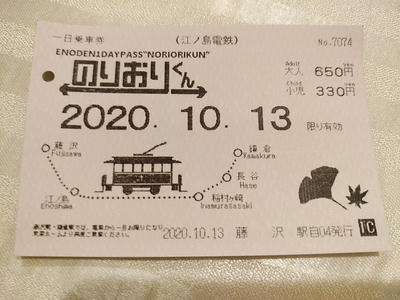 一日乗車券 (江ノ島電鉄) No.7074
ENODEN1DAYPASS"NORIORIKUN"
のりおりくん
Adult
大人 650円
Child
小児 330円
2020.10.13 限り有効
藤沢
Fujisawa
鎌倉
Kamakura
長谷
Hase
江ノ島
Enoshima
稲村ヶ崎
Inamuragasaki
2020.10.13 藤沢 駅自04発行 IC